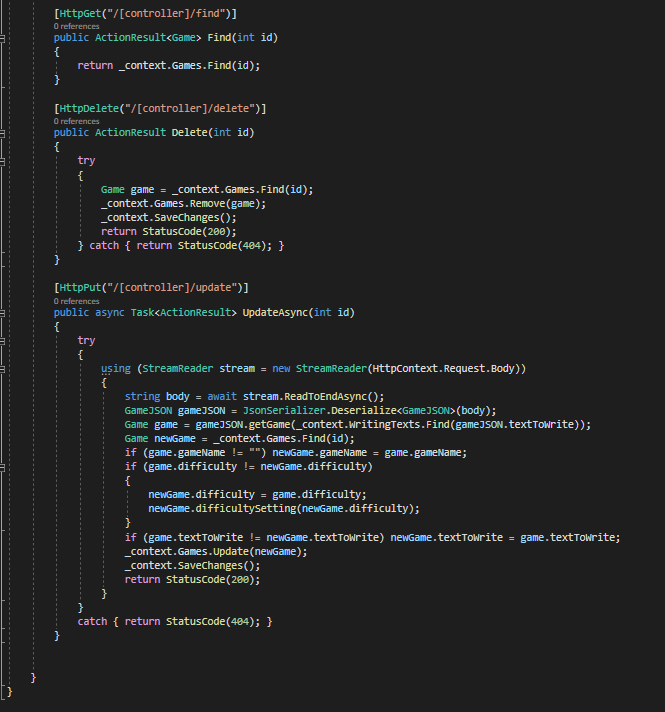 [HttpGet("/[controller]/find")]
0 references
public ActionResult<Game> Find(int id)
{
return _context.Games.Find(id);
}
[HttpDelete("/[controller]/delete")]
0 references
public ActionResult Delete(int id)
{
try
{
Game game = _context.Games.Find(id);
_context.Games.Remove(game);
_context.SaveChanges();
return StatusCode(200);
} catch { return StatusCode(404); }
}
[HttpPut("/[controller]/update")]
0 references
public async Task<ActionResult> UpdateAsync(int id)
{
try
{
using (StreamReader stream = new StreamReader(HttpContext.Request.Body))
{
string body = await stream.ReadToEndAsync();
GameJSON gameJSON = JsonSerializer.Deserialize<GameJSON>(body);
Game game = gameJSON.getGame(_context.WritingTexts.Find(gameJSON.textToWrite));
Game newGame = _context.Games.Find(id);
if (game.gameName != "") newGame.gameName = game.gameName;
if (game.difficulty != newGame.difficulty)
{
newGame.difficulty = game.difficulty;
newGame.difficultySetting(newGame.difficulty);
}
if (game.textToWrite != newGame.textToWrite) newGame.textToWrite = game.textToWrite;
_context.Games.Update(newGame);
_context.SaveChanges();
return StatusCode(200);
}
}
catch { return StatusCode(404); }
}
}
}